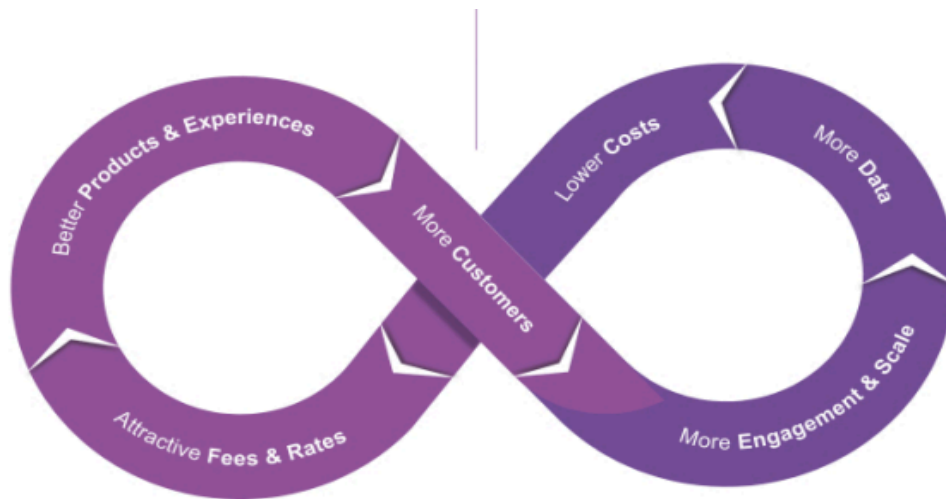 Better Products & Experiences
More Customers
Lower Costs
More Data
More Engagement & Scale
Attractive Fees & Rates